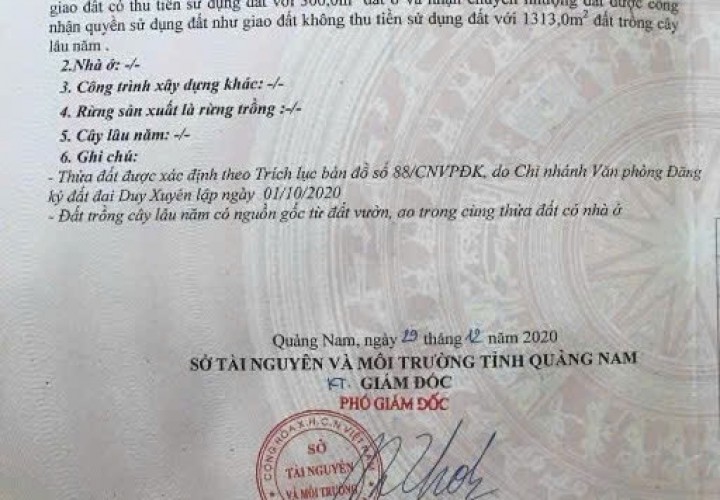 giao đất có thu tiền sử dụng đất với 300,0m² đất ở và nhận chuyển nhượng đất được công
nhận quyền sử dụng đất như giao đất không thu tiền sử dụng đất với 1313,0m² đất trồng cây
lâu năm .
2.Nhà ở: -/-
3. Công trình xây dựng khác: -/-
4. Rừng sản xuất là rừng trồng :-/-
5. Cây lâu năm: -/-
6. Ghi chú:
- Thửa đất được xác định theo Trích lục bản đồ số 88/CNVPĐK, do Chi nhánh Văn phòng Đăng
ký đất đai Duy Xuyên lập ngày 01/10/2020
- Đất trồng cây lâu năm có nguồn gốc từ đất vườn, ao trong cùng thửa đất có nhà ở
Quảng Nam, ngày 29 tháng 12 năm 2020
SỞ TÀI NGUYÊN VÀ MÔI TRƯỜNG TỈNH QUẢNG NAM
KT. GIÁM ĐỐC
PHÓ GIÁM ĐỐC
CỘNG HÒA X.H.C.N VIỆT NAM
SỞ
TÀI NGUYÊN
VÀ MÔI TRƯỜNG